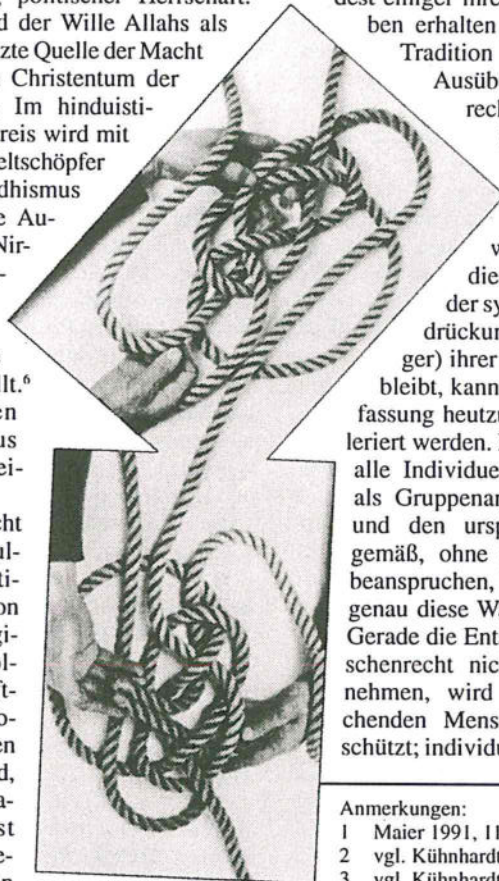 politischer Herrschaft.
d der Wille Allahs als
zte Quelle der Macht
Christentum der
Im hinduisti-
reis wird mit
eltschöpfer
dhismus
e Au-
Nir-
-
llt.⁶
en
us
ei-
cht
ul-
ti-
on
gi-
ol-
ft-
o-
en
d,
a-
st
e-
dest einiger ihre
ben erhalten
Tradition
Ausüb
rech
w
die
der sy
drückun
ger) ihrer
bleibt, kann
fassung heutzu
leriert werden.
alle Individue
als Gruppenan
und den ursp
gemäß, ohne
beanspruchen,
genau diese Wa
Gerade die Ent
schenrecht nic
nehmen, wird
chenden Mens
schützt; individu
Anmerkungen:
1 Maier 1991, 11
2 vgl. Kühnhardt
3 vgl. Kühnhardt